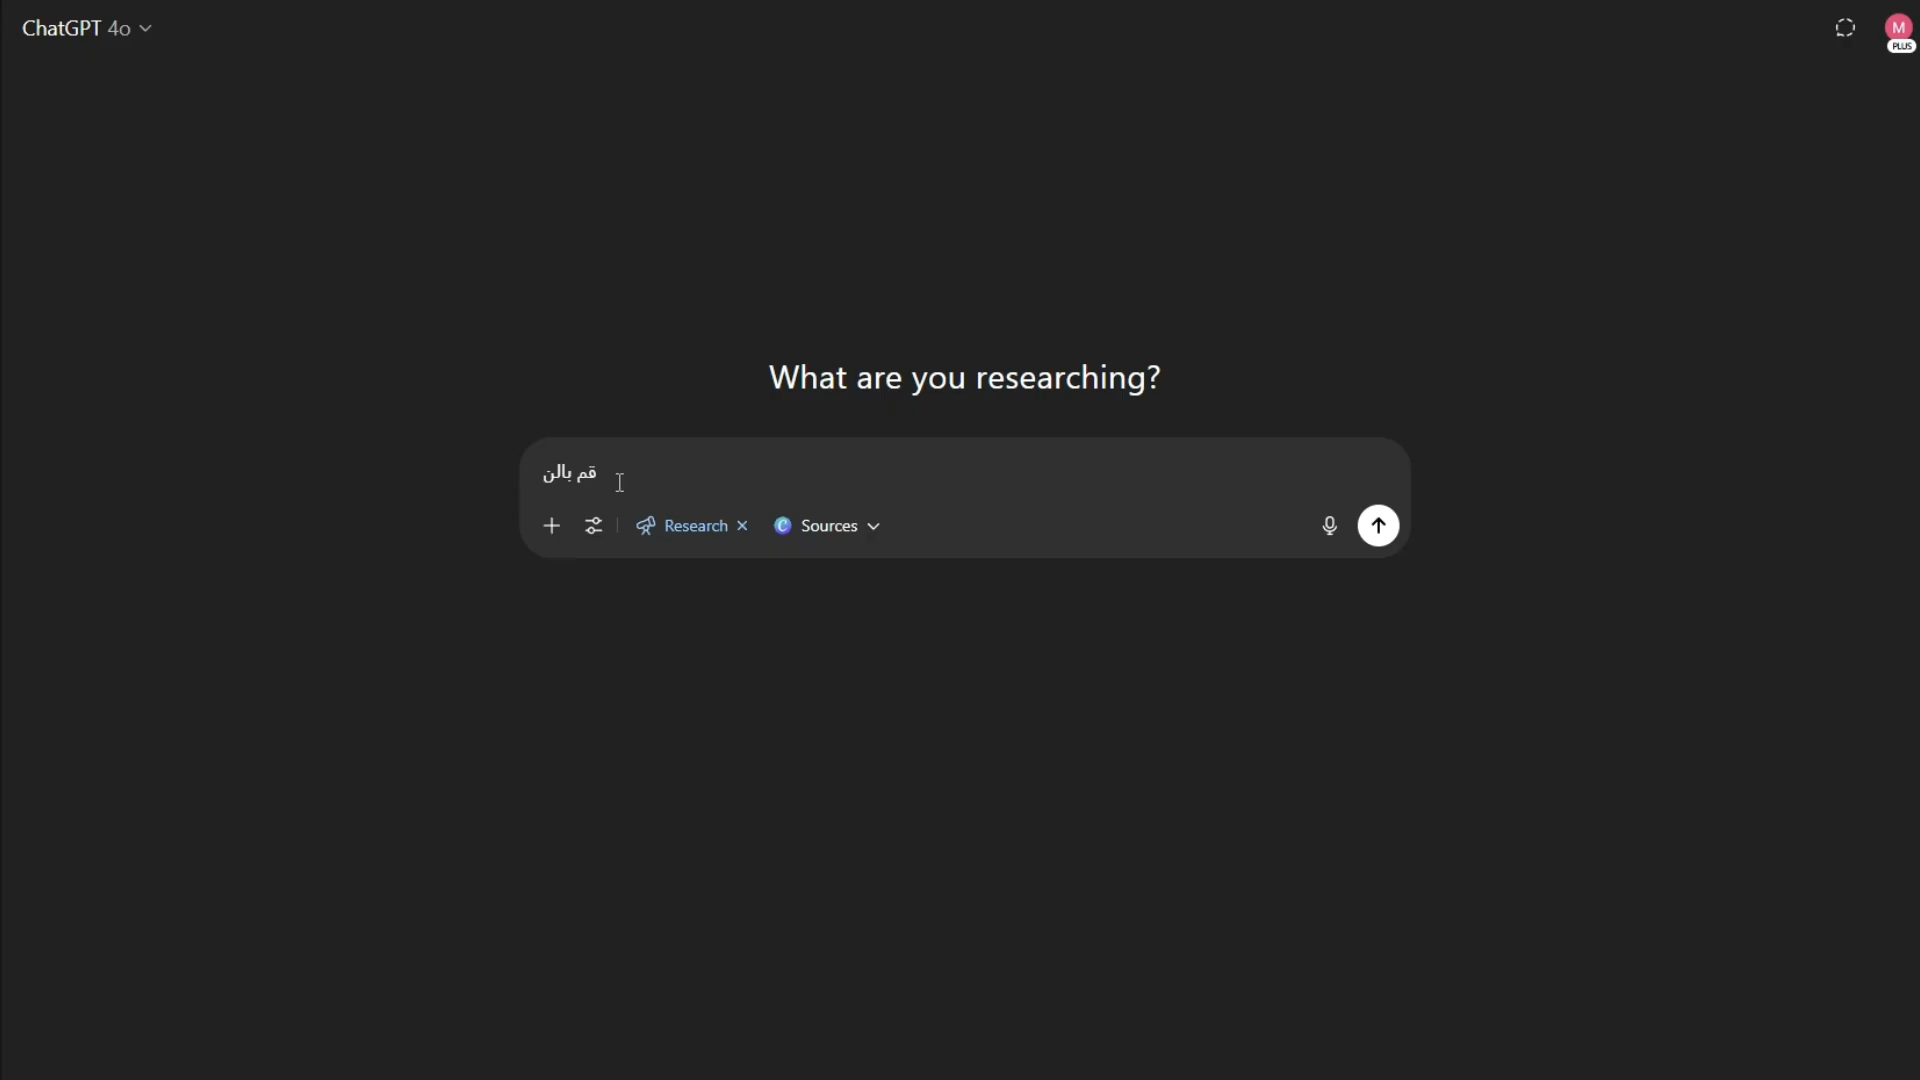 ChatGPT 4o
M
PLUS
What are you researching?
قم بالن
Research
Sources